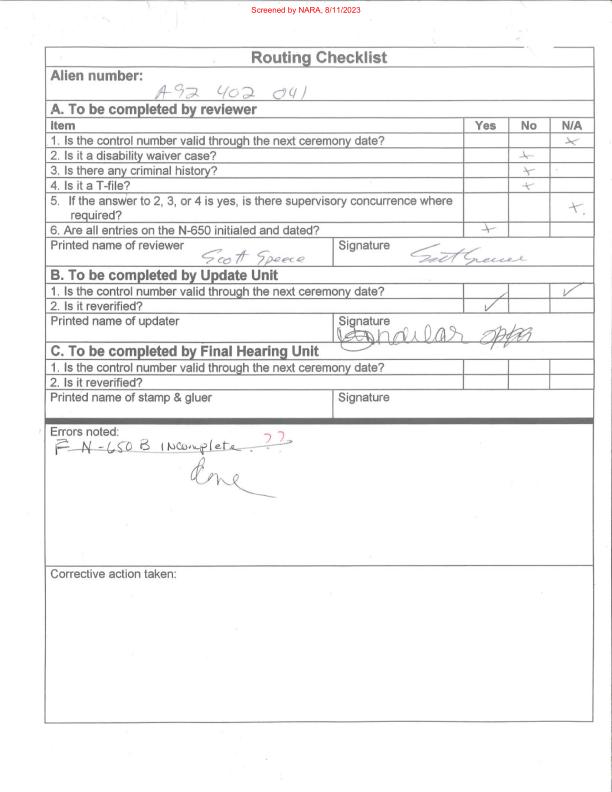 Screened by NARA, 8/11/2023
Routing Checklist
Alien number:
A92 402 041
A. To be completed by reviewer
Item Yes No N/A
1. Is the control number valid through the next ceremony date? x
2. Is it a disability waiver case? x
3. Is there any criminal history? x
4. Is it a T-file? x
5. If the answer to 2, 3, or 4 is yes, is there supervisory concurrence where
required? x
6. Are all entries on the N-650 initialed and dated? x
Printed name of reviewer Signature
Scott
B. To be completed by Update Unit
1. Is the control number valid through the next ceremony date? ✓
2. Is it reverified? ✓
Printed name of updater Signature
C. To be completed by Final Hearing Unit
1. Is the control number valid through the next ceremony date?
2. Is it reverified?
Printed name of stamp & gluer Signature
Errors noted:
F N-650 B INcomplete. ??
done
Corrective action taken: